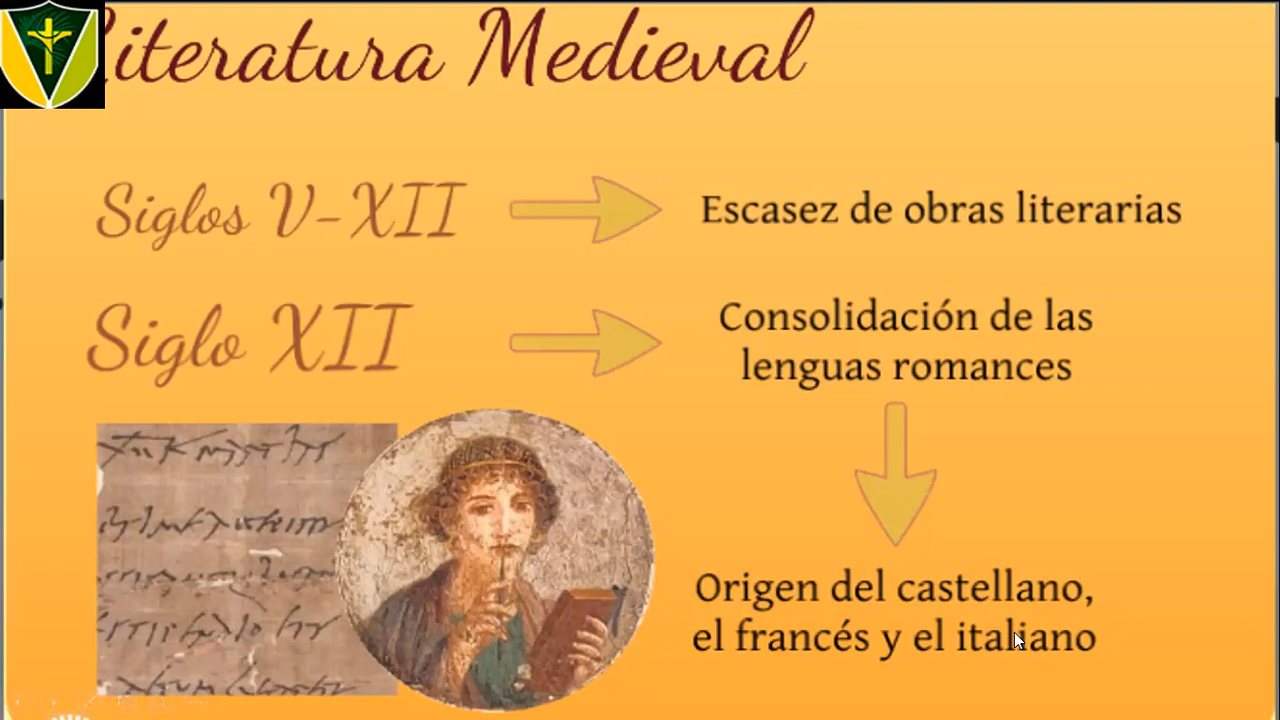 Literatura Medieval
Siglos V-XII
Escasez de obras literarias
Siglo XII
Consolidación de las
lenguas romances
Origen del castellano,
el francés y el italiano